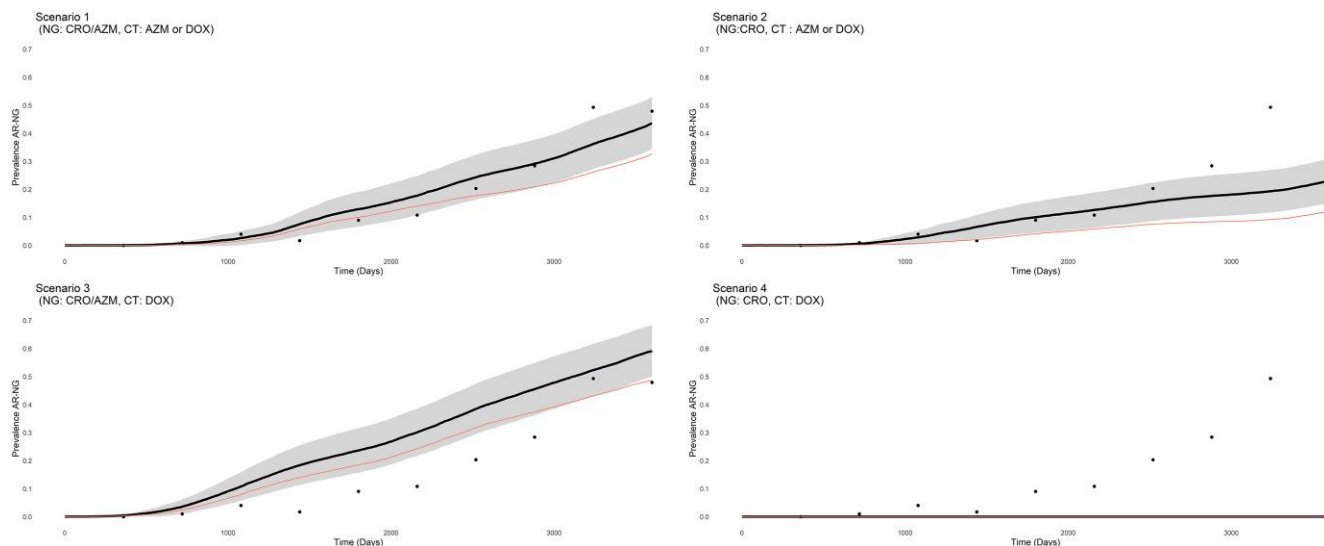 Scenario 1
(NG: CRO/AZM, CT: AZM or DOX)
0.7
0.6
0.5
0.4
0.3
0.2
0.1
0.0
Prevalence AR-NG
0 1000 2000 3000
Time (Days)
Scenario 2
(NG:CRO, CT : AZM or DOX)
0.7
0.6
0.5
0.4
0.3
0.2
0.1
0.0
Prevalence AR-NG
0 1000 2000 3000
Time (Days)
Scenario 3
(NG: CRO/AZM, CT: DOX)
0.7
0.6
0.5
0.4
0.3
0.2
0.1
0.0
Prevalence AR-NG
0 1000 2000 3000
Time (Days)
Scenario 4
(NG: CRO, CT: DOX)
0.7
0.6
0.5
0.4
0.3
0.2
0.1
0.0
Prevalence AR-NG
0 1000 2000 3000
Time (Days)